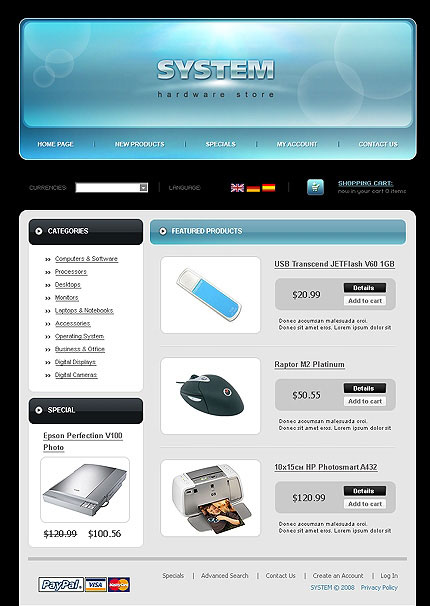 SYSTEM
hardware store
HOME PAGE | NEW PRODUCTS | SPECIALS | MY ACCOUNT | CONTACT US
CURRENCIES | LANGUAGE
SHOPPING CART:
now in your cart 0 items
CATEGORIES
Computers & Software
Processors
Desktops
Monitors
Laptops & Notebooks
Accessories
Operating System
Business & Office
Digital Displays
Digital Cameras
SPECIAL
Epson Perfection V100
Photo
$120.99 $100.56
FEATURED PRODUCTS
USB Transcend JETFlash V60 1GB
$20.99
Details
Add to cart
Donec accumsan malesuada orci.
Donec sit amet eros. Lorem ipsum dolor sit
Raptor M2 Platinum
$50.55
Details
Add to cart
Donec accumsan malesuada orci.
Donec sit amet eros. Lorem ipsum dolor sit
10x15cм HP Photosmart A432
$120.99
Details
Add to cart
Donec accumsan malesuada orci.
Donec sit amet eros. Lorem ipsum dolor sit
PayPal VISA MasterCard
Specials | Advanced Search | Contact Us | Create an Account | Log In
SYSTEM © 2008 Privacy Policy